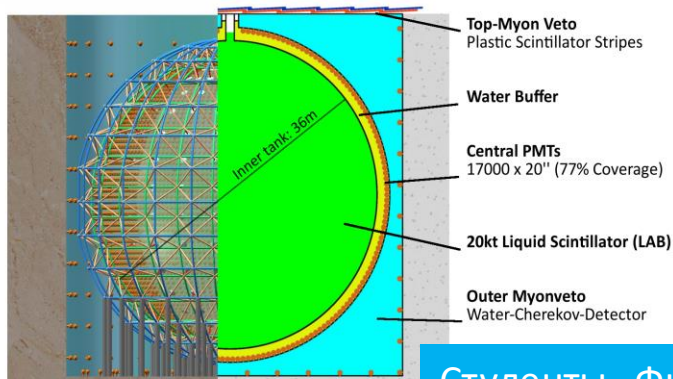 Top-Myon Veto
Plastic Scintillator Stripes
Water Buffer
Inner tank: 36m
Central PMTs
17000 x 20'' (77% Coverage)
20kt Liquid Scintillator (LAB)
Outer Myonveto
Water-Cherekov-Detector